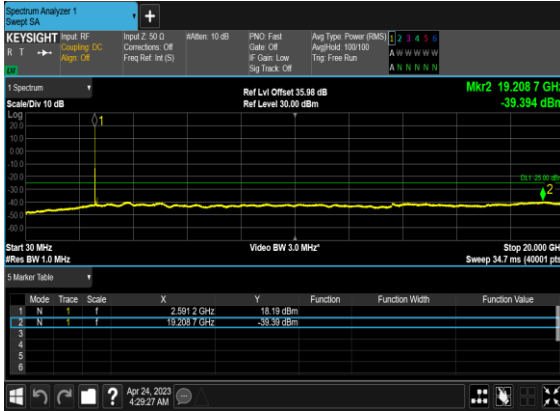 Spectrum Analyzer 1
Swept SA
+
KEYSIGHT Input: RF Input Z: 50 Ω #Atten: 10 dB PNO: Fast Avg Type: Power (RMS) 1 2 3 4 5 6
R T Coupling: DC Corrections: Off Gate: Off Avg|Hold: 100/100 A W W W W W
Align: Off Freq Ref: Int (S) IF Gain: Low Trig: Free Run A N N N N N
Sig Track: Off
1 Spectrum Ref Lvl Offset 35.98 dB Mkr2 19.208 7 GHz
Scale/Div 10 dB Ref Level 30.00 dBm -39.394 dBm
Log
20.0 1
10.0
0.00
-10.0
-20.0 DL1 -25.00 dBm
-30.0 2
-40.0
-50.0
-60.0
Start 30 MHz Video BW 3.0 MHz* Stop 20.000 GHz
#Res BW 1.0 MHz Sweep 34.7 ms (40001 pts)
5 Marker Table
Mode Trace Scale X Y Function Function Width Function Value
1 N 1 f 2.591 2 GHz 18.19 dBm
2 N 1 f 19.208 7 GHz -39.39 dBm
3
4
5
6
? Apr 24, 2023
4:29:27 AM